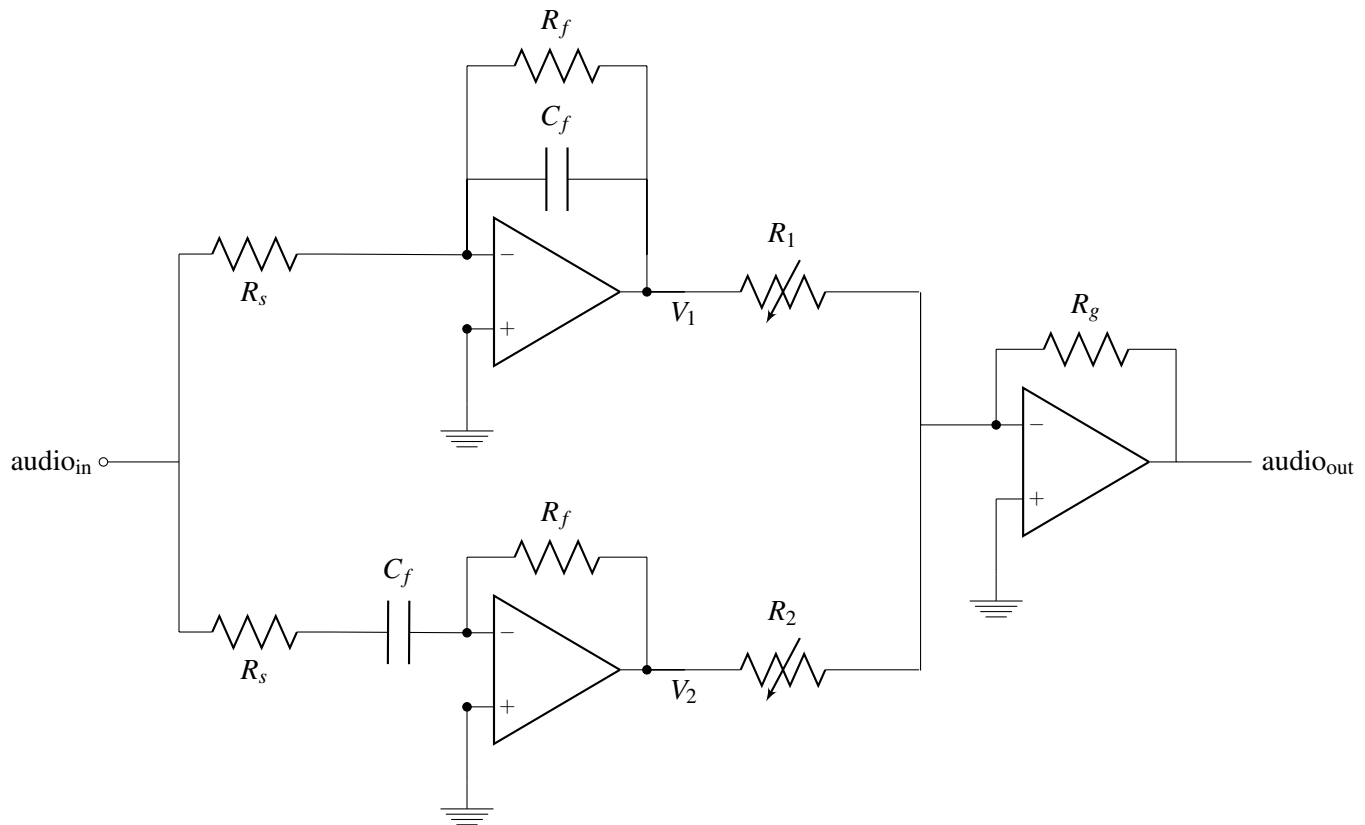 R_f
C_f
R_s
−
+
V_1
R_1
R_g
−
+
audio_in
audio_out
R_f
C_f
R_s
−
+
V_2
R_2